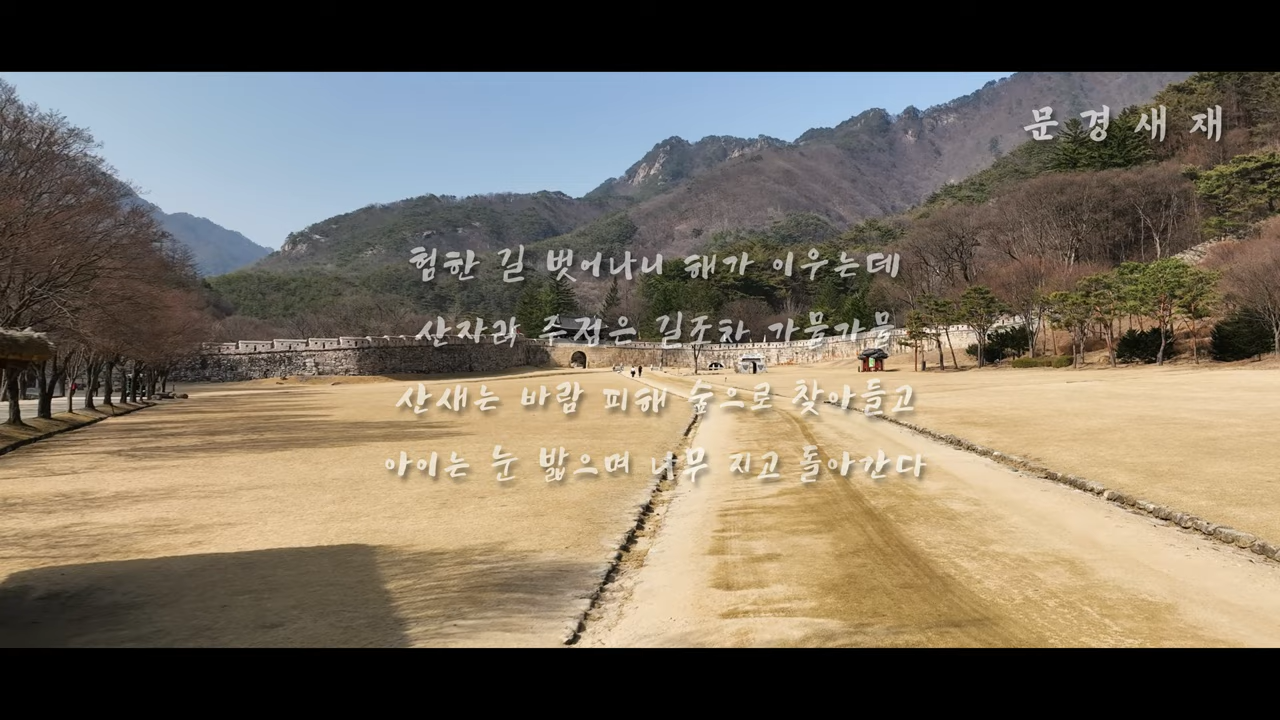 문경새재
험한 길 벗어나니 해가 이우는데
산자락 주점은 길조차 가물가물
산새는 바람 피해 숲으로 찾아들고
아이는 눈 밟으며 나무 지고 돌아간다